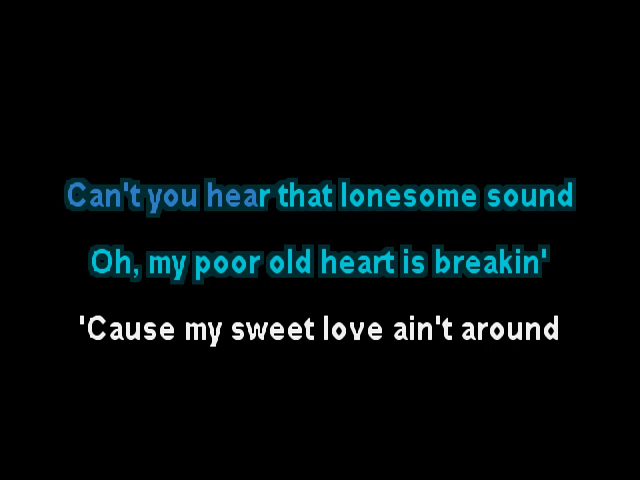 Can't you hear that lonesome sound
Oh, my poor old heart is breakin'
'Cause my sweet love ain't around